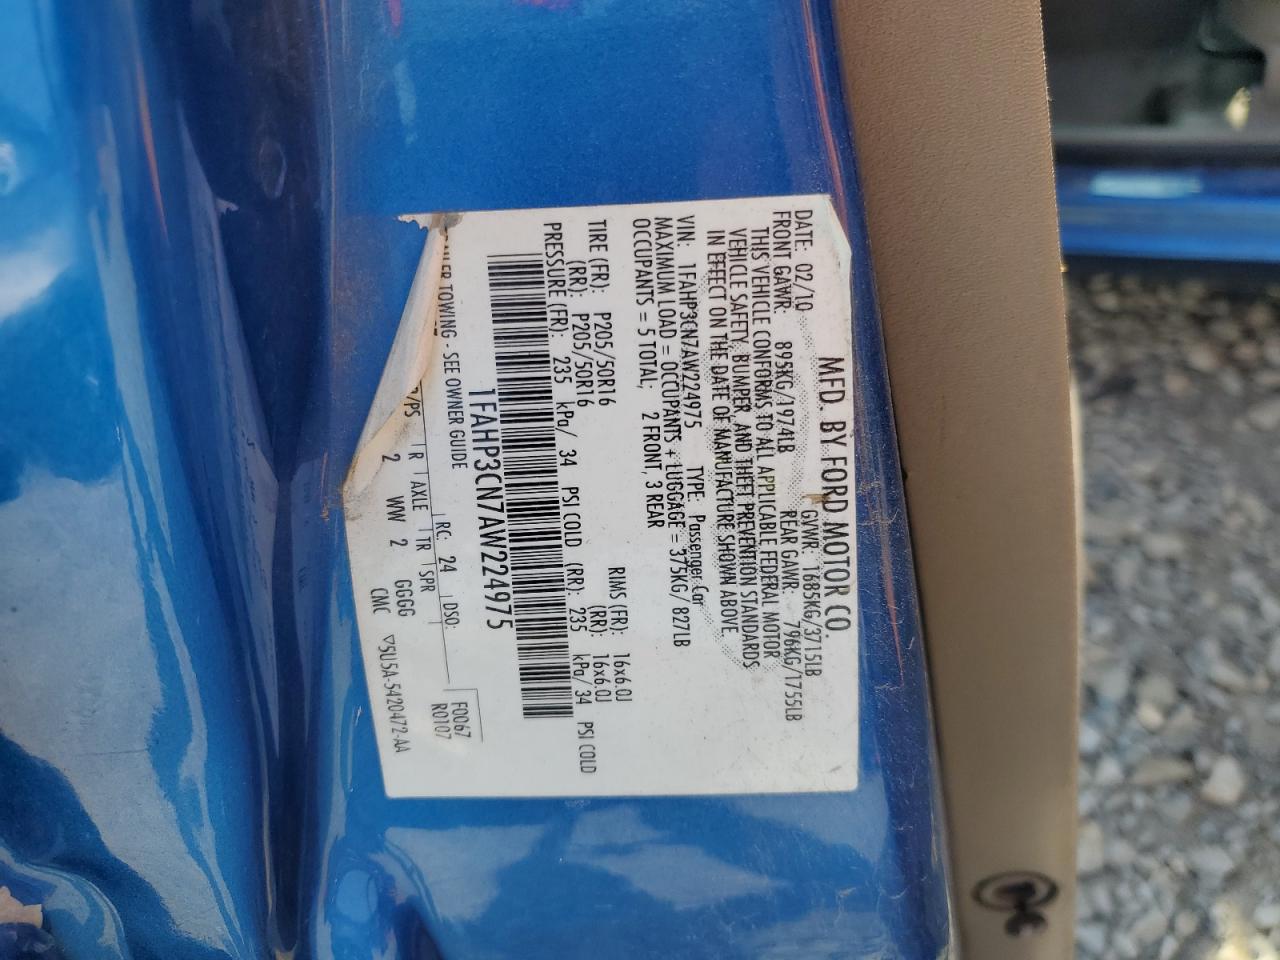 MFD. BY FORD MOTOR CO.
DATE: 02/10 GVWR: 1685KG/3715LB
FRONT GAWR: 895KG/1974LB REAR GAWR: 796KG/1755LB
THIS VEHICLE CONFORMS TO ALL APPLICABLE FEDERAL MOTOR
VEHICLE SAFETY, BUMPER, AND THEFT PREVENTION STANDARDS
IN EFFECT ON THE DATE OF MANUFACTURE SHOWN ABOVE.
VIN: 1FAHP3CN7AW224975 TYPE: Passenger Car
MAXIMUM LOAD = OCCUPANTS + LUGGAGE = 375KG/ 827LB
OCCUPANTS = 5 TOTAL; 2 FRONT, 3 REAR
TIRE (FR): P205/50R16 RIMS (FR): 16x6.0J
(RR): P205/50R16 (RR): 16x6.0J
PRESSURE (FR): 235 kPa/ 34 PSI COLD (RR): 235 kPa/ 34 PSI COLD
1FAHP3CN7AW224975
TOWING - SEE OWNER GUIDE
F0067
RC: 24 DSO: R0107
/PS R AXLE TR SPR
2 WW 2 GGGG
CMC ▽5U5A-5420472-AA